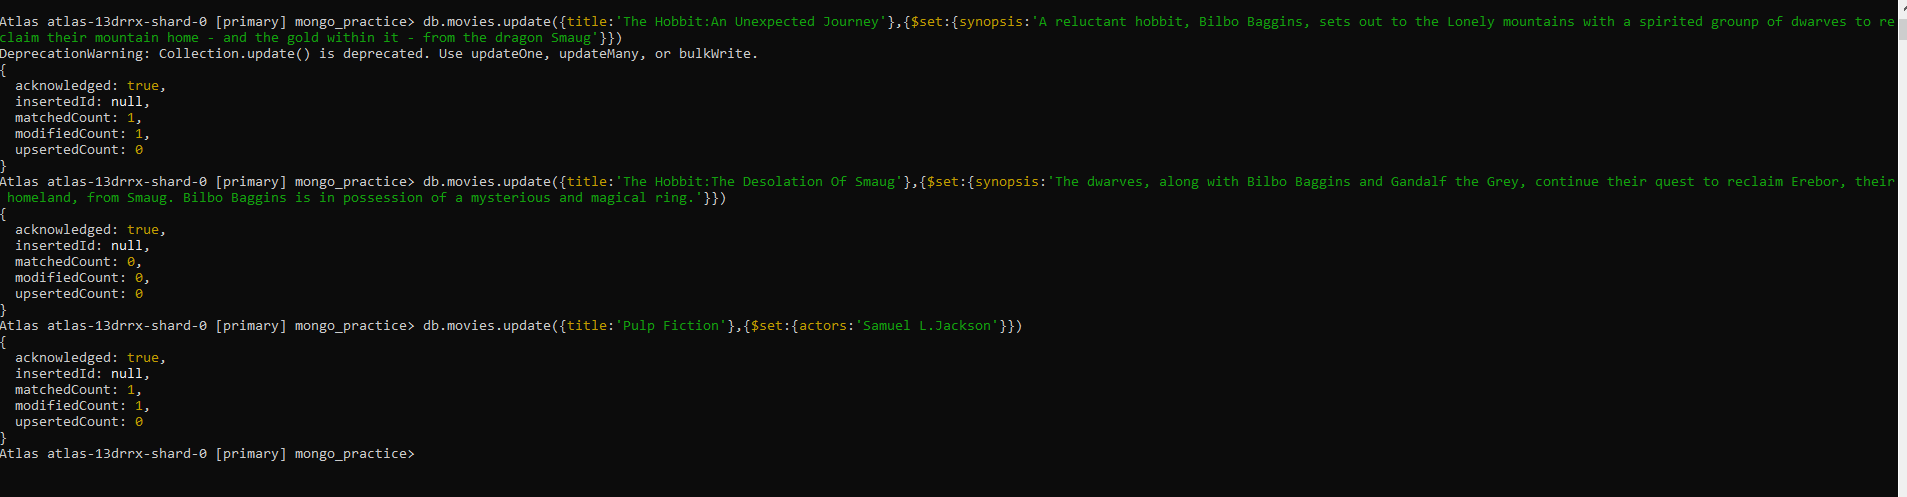 Atlas atlas-13drrx-shard-0 [primary] mongo_practice> db.movies.update({title:'The Hobbit:An Unexpected Journey'},{$set:{synopsis:'A reluctant hobbit, Bilbo Baggins, sets out to the Lonely mountains with a spirited grounp of dwarves to re
claim their mountain home - and the gold within it - from the dragon Smaug'}})
DeprecationWarning: Collection.update() is deprecated. Use updateOne, updateMany, or bulkWrite.
{
  acknowledged: true,
  insertedId: null,
  matchedCount: 1,
  modifiedCount: 1,
  upsertedCount: 0
}
Atlas atlas-13drrx-shard-0 [primary] mongo_practice> db.movies.update({title:'The Hobbit:The Desolation Of Smaug'},{$set:{synopsis:'The dwarves, along with Bilbo Baggins and Gandalf the Grey, continue their quest to reclaim Erebor, their
 homeland, from Smaug. Bilbo Baggins is in possession of a mysterious and magical ring.'}})
{
  acknowledged: true,
  insertedId: null,
  matchedCount: 0,
  modifiedCount: 0,
  upsertedCount: 0
}
Atlas atlas-13drrx-shard-0 [primary] mongo_practice> db.movies.update({title:'Pulp Fiction'},{$set:{actors:'Samuel L.Jackson'}})
{
  acknowledged: true,
  insertedId: null,
  matchedCount: 1,
  modifiedCount: 1,
  upsertedCount: 0
}
Atlas atlas-13drrx-shard-0 [primary] mongo_practice>